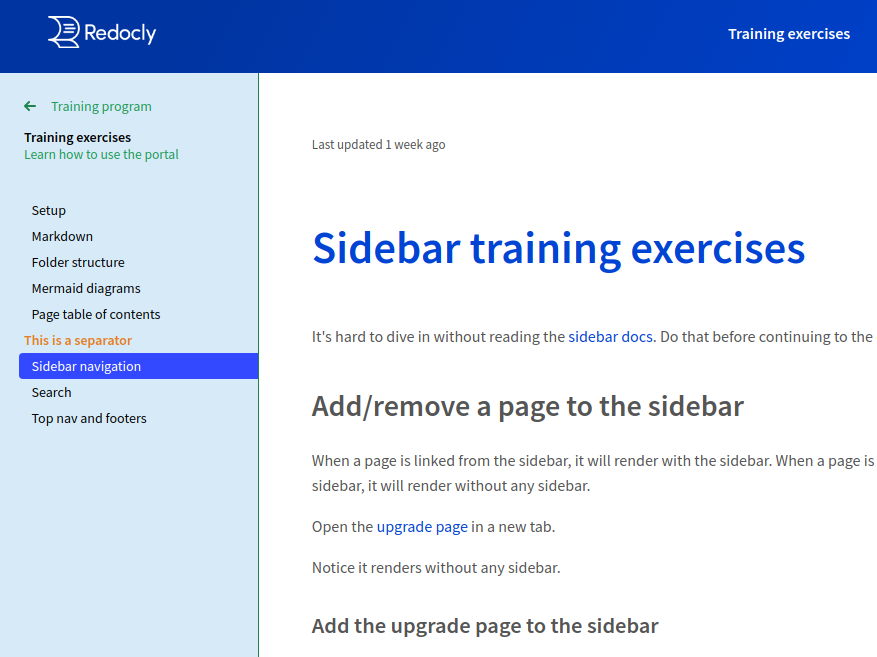 Redocly
Training exercises
Training program
Training exercises
Learn how to use the portal
Setup
Markdown
Folder structure
Mermaid diagrams
Page table of contents
This is a separator
Sidebar navigation
Search
Top nav and footers
Last updated 1 week ago
Sidebar training exercises
It's hard to dive in without reading the sidebar docs. Do that before continuing to the
Add/remove a page to the sidebar
When a page is linked from the sidebar, it will render with the sidebar. When a page is
sidebar, it will render without any sidebar.
Open the upgrade page in a new tab.
Notice it renders without any sidebar.
Add the upgrade page to the sidebar